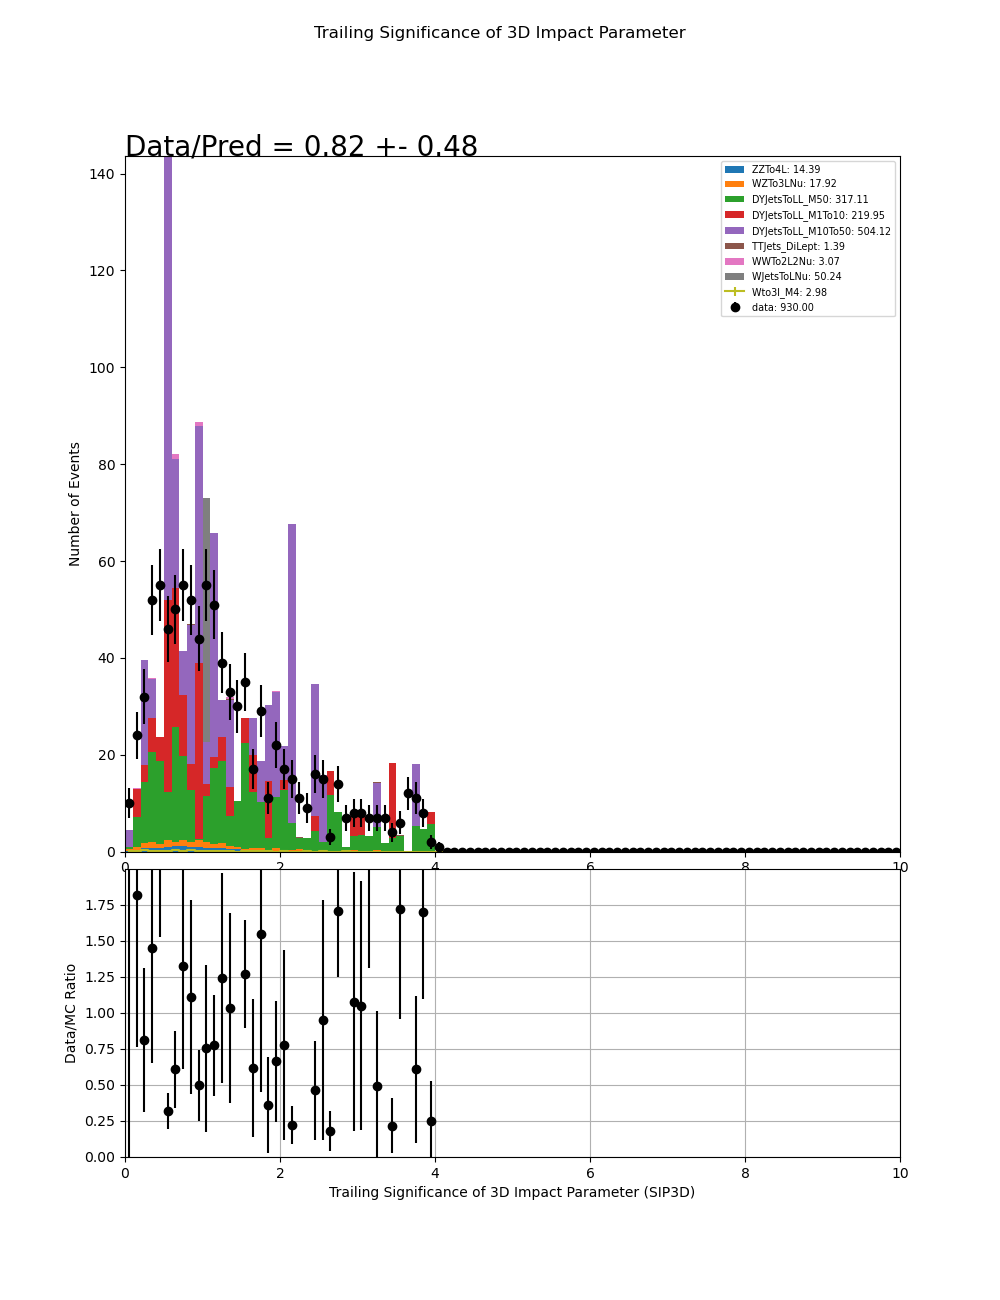 Trailing Significance of 3D Impact Parameter
Data/Pred = 0.82 +- 0.48
140
120
100
80
60
40
20
0
Number of Events
ZZTo4L: 14.39
WZTo3LNu: 17.92
DYJetsToLL_M50: 317.11
DYJetsToLL_M1To10: 219.95
DYJetsToLL_M10To50: 504.12
TTJets_DiLept: 1.39
WWTo2L2Nu: 3.07
WJetsToLNu: 50.24
Wto3l_M4: 2.98
data: 930.00
0 2 4 6 8 10
1.75
1.50
1.25
1.00
0.75
0.50
0.25
0.00
Data/MC Ratio
0 2 4 6 8 10
Trailing Significance of 3D Impact Parameter (SIP3D)